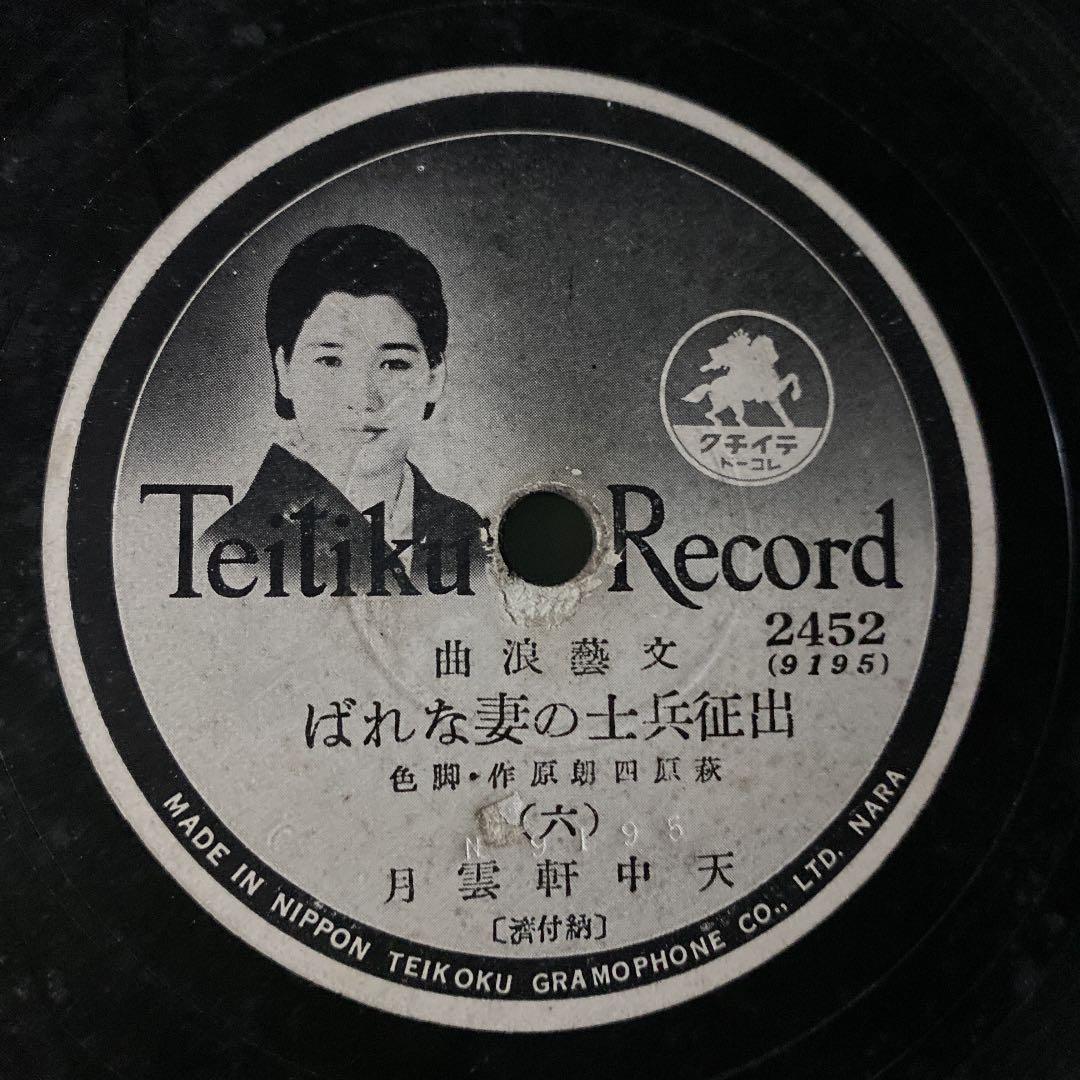 テイチク
レコード
Teitiku Record
2452
(9195)
文藝浪曲
出征兵士の妻なれば
萩原四朗原作・脚色
(六)
N 9195
天中軒雲月
[納付濟]
MADE IN NIPPON TEIKOKU GRAMOPHONE CO., LTD. NARA